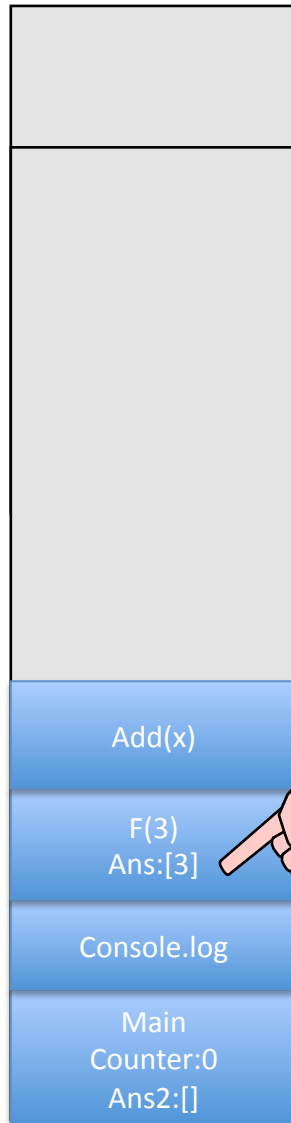 Add(x)
F(3)
Ans:[3]
Console.log
Main
Counter:0
Ans2:[]